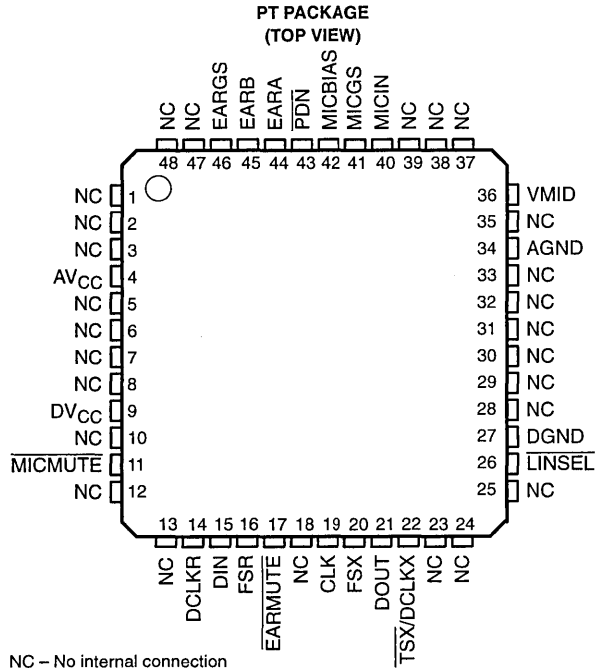 PT PACKAGE
(TOP VIEW)
NC NC EARGS EARB EARA P̅D̅N̅ MICBIAS MICGS MICIN NC NC NC
48 47 46 45 44 43 42 41 40 39 38 37
NC 1 36 VMID
NC 2 35 NC
NC 3 34 AGND
AVCC 4 33 NC
NC 5 32 NC
NC 6 31 NC
NC 7 30 NC
NC 8 29 NC
DVCC 9 28 NC
NC 10 27 DGND
M̅I̅C̅M̅U̅T̅E̅ 11 26 L̅I̅N̅S̅E̅L̅
NC 12 25 NC
13 14 15 16 17 18 19 20 21 22 23 24
NC DCLKR DIN FSR E̅A̅R̅M̅U̅T̅E̅ NC CLK FSX DOUT T̅S̅X̅/DCLKX NC NC
NC – No internal connection